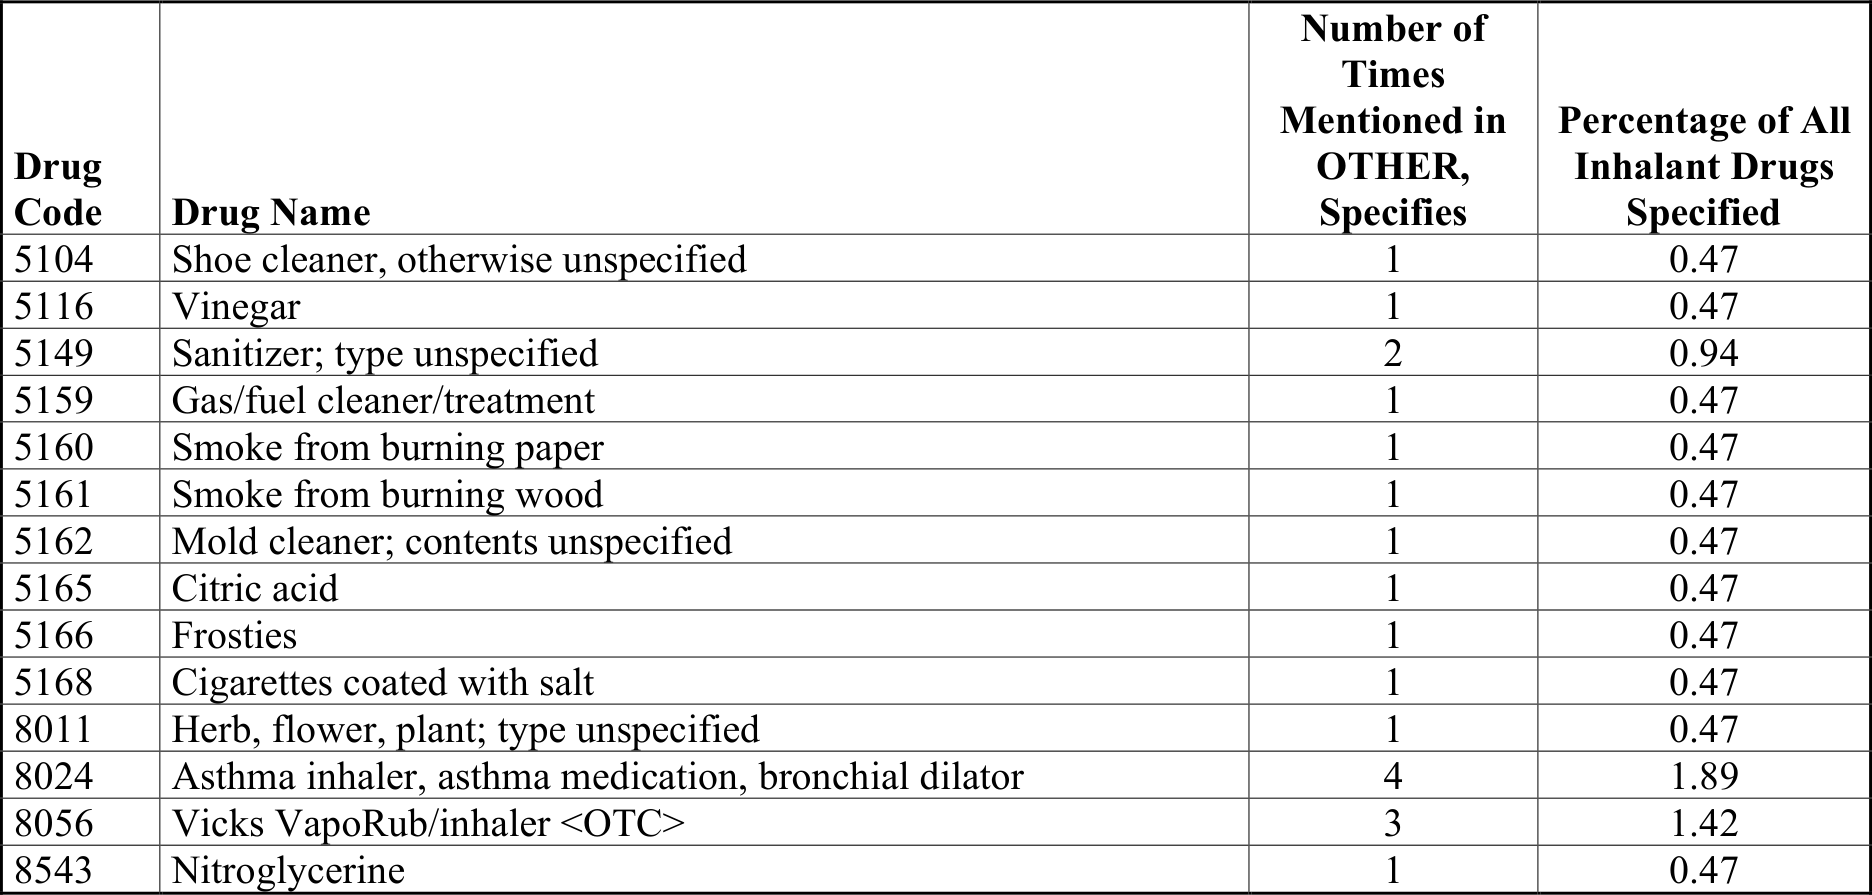 Drug Code
Drug Name
Number of Times Mentioned in OTHER, Specifies
Percentage of All Inhalant Drugs Specified
5104 Shoe cleaner, otherwise unspecified 1 0.47
5116 Vinegar 1 0.47
5149 Sanitizer; type unspecified 2 0.94
5159 Gas/fuel cleaner/treatment 1 0.47
5160 Smoke from burning paper 1 0.47
5161 Smoke from burning wood 1 0.47
5162 Mold cleaner; contents unspecified 1 0.47
5165 Citric acid 1 0.47
5166 Frosties 1 0.47
5168 Cigarettes coated with salt 1 0.47
8011 Herb, flower, plant; type unspecified 1 0.47
8024 Asthma inhaler, asthma medication, bronchial dilator 4 1.89
8056 Vicks VapoRub/inhaler <OTC> 3 1.42
8543 Nitroglycerine 1 0.47